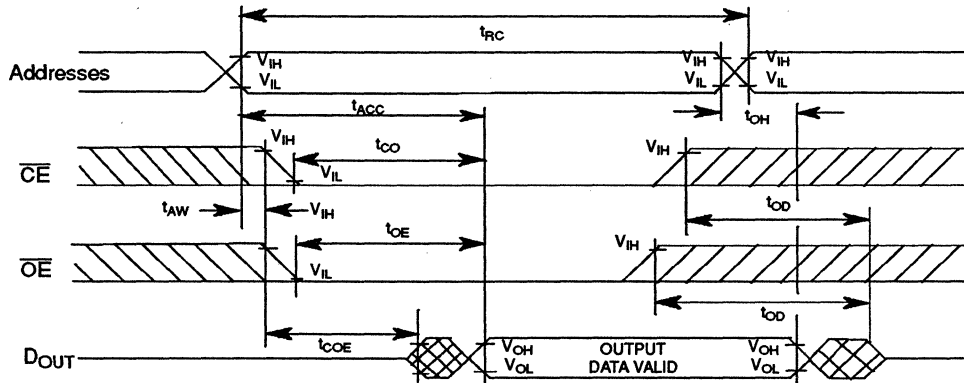 tRC
Addresses
VIH
VIH
VIH
VIL
VIL
VIL
tACC
tOH
VIH
tCO
VIH
CE
VIL
tAW
VIH
tOD
tOE
VIH
OE
VIL
tOD
tCOE
DOUT
VOH
OUTPUT
VOH
VOL
DATA VALID
VOL